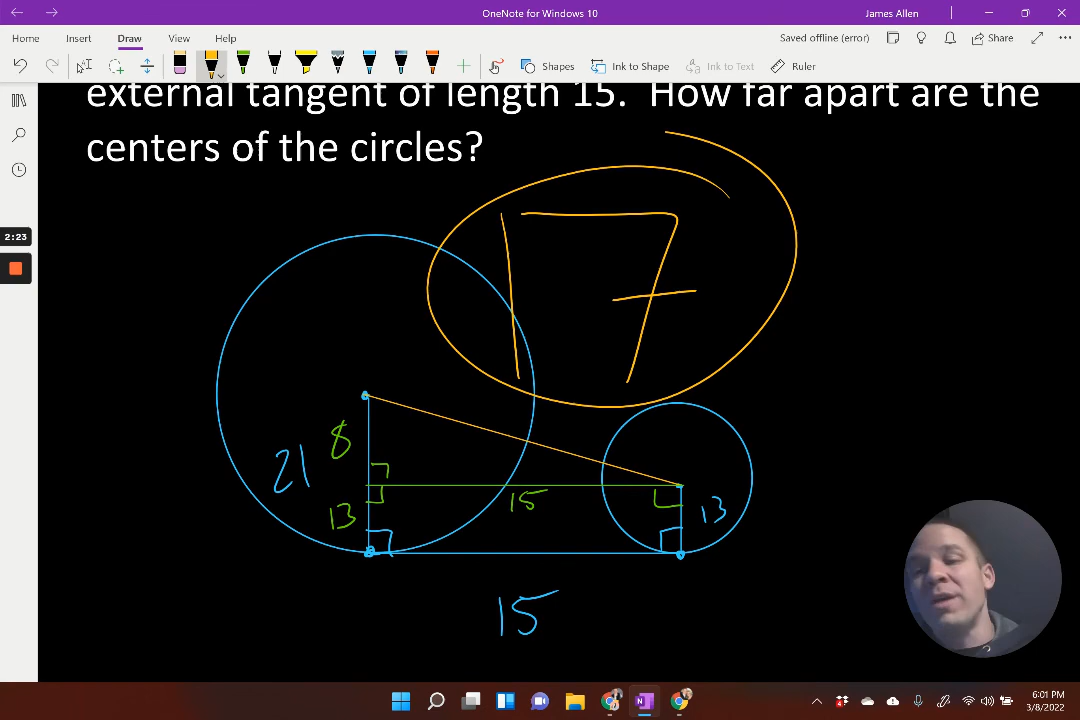 OneNote for Windows 10
James Allen
Home Insert Draw View Help
Saved offline (error)
Share
Shapes
Ink to Shape
Ink to Text
Ruler
external tangent of length 15. How far apart are the
centers of the circles?
2:23
17
8
21
13
15
13
15
6:01 PM
3/8/2022